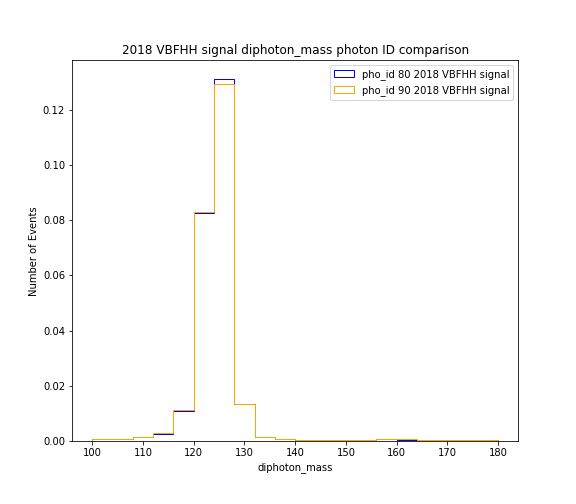 2018 VBFHH signal diphoton_mass photon ID comparison
pho_id 80 2018 VBFHH signal
pho_id 90 2018 VBFHH signal
Number of Events
0.12
0.10
0.08
0.06
0.04
0.02
0.00
100 110 120 130 140 150 160 170 180
diphoton_mass